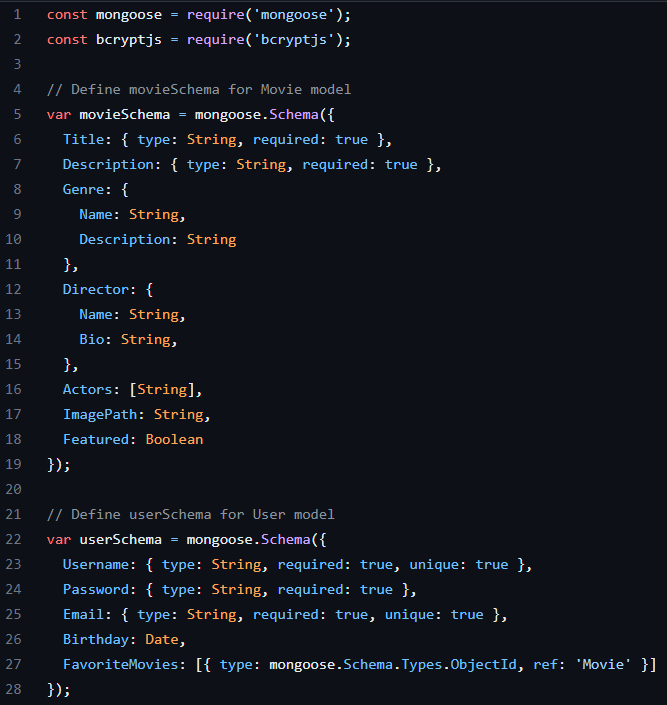 1 const mongoose = require('mongoose');
2 const bcryptjs = require('bcryptjs');
3
4 // Define movieSchema for Movie model
5 var movieSchema = mongoose.Schema({
6   Title: { type: String, required: true },
7   Description: { type: String, required: true },
8   Genre: {
9     Name: String,
10     Description: String
11   },
12   Director: {
13     Name: String,
14     Bio: String,
15   },
16   Actors: [String],
17   ImagePath: String,
18   Featured: Boolean
19 });
20
21 // Define userSchema for User model
22 var userSchema = mongoose.Schema({
23   Username: { type: String, required: true, unique: true },
24   Password: { type: String, required: true },
25   Email: { type: String, required: true, unique: true },
26   Birthday: Date,
27   FavoriteMovies: [{ type: mongoose.Schema.Types.ObjectId, ref: 'Movie' }]
28 });